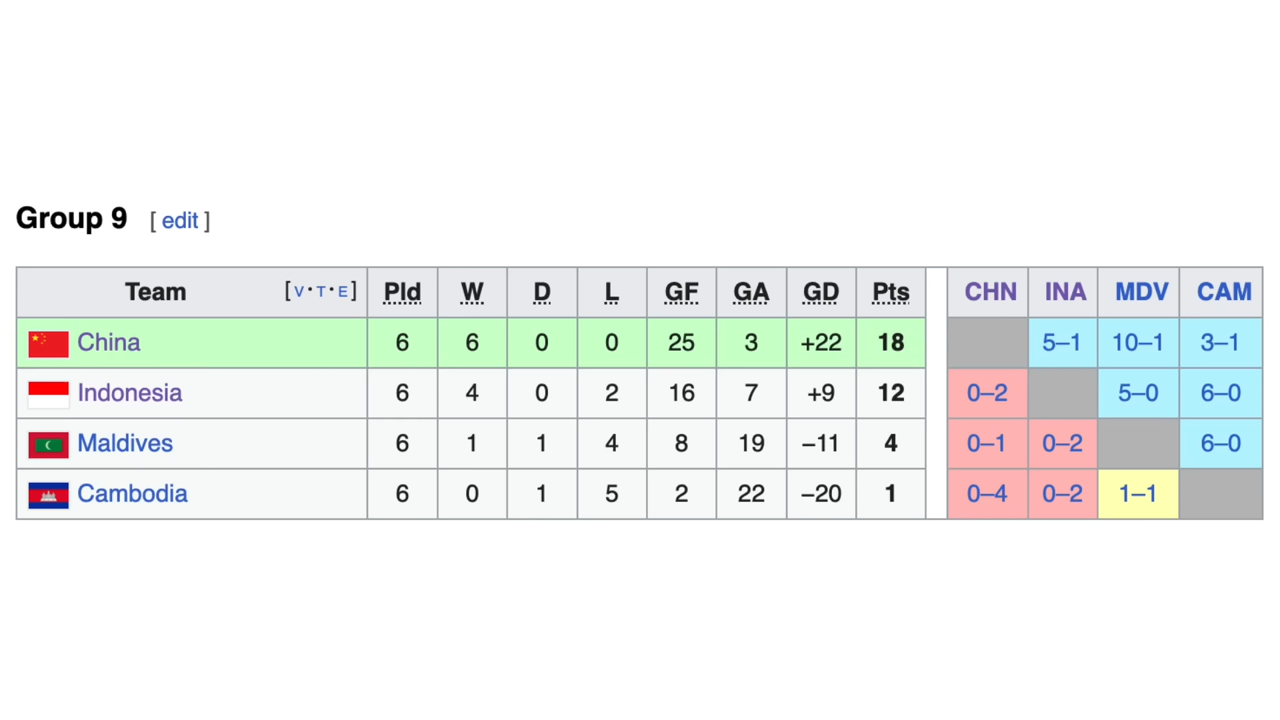 Group 9 [ edit ]
Team [V·T·E] Pld W D L GF GA GD Pts CHN INA MDV CAM
China 6 6 0 0 25 3 +22 18 5–1 10–1 3–1
Indonesia 6 4 0 2 16 7 +9 12 0–2 5–0 6–0
Maldives 6 1 1 4 8 19 −11 4 0–1 0–2 6–0
Cambodia 6 0 1 5 2 22 −20 1 0–4 0–2 1–1